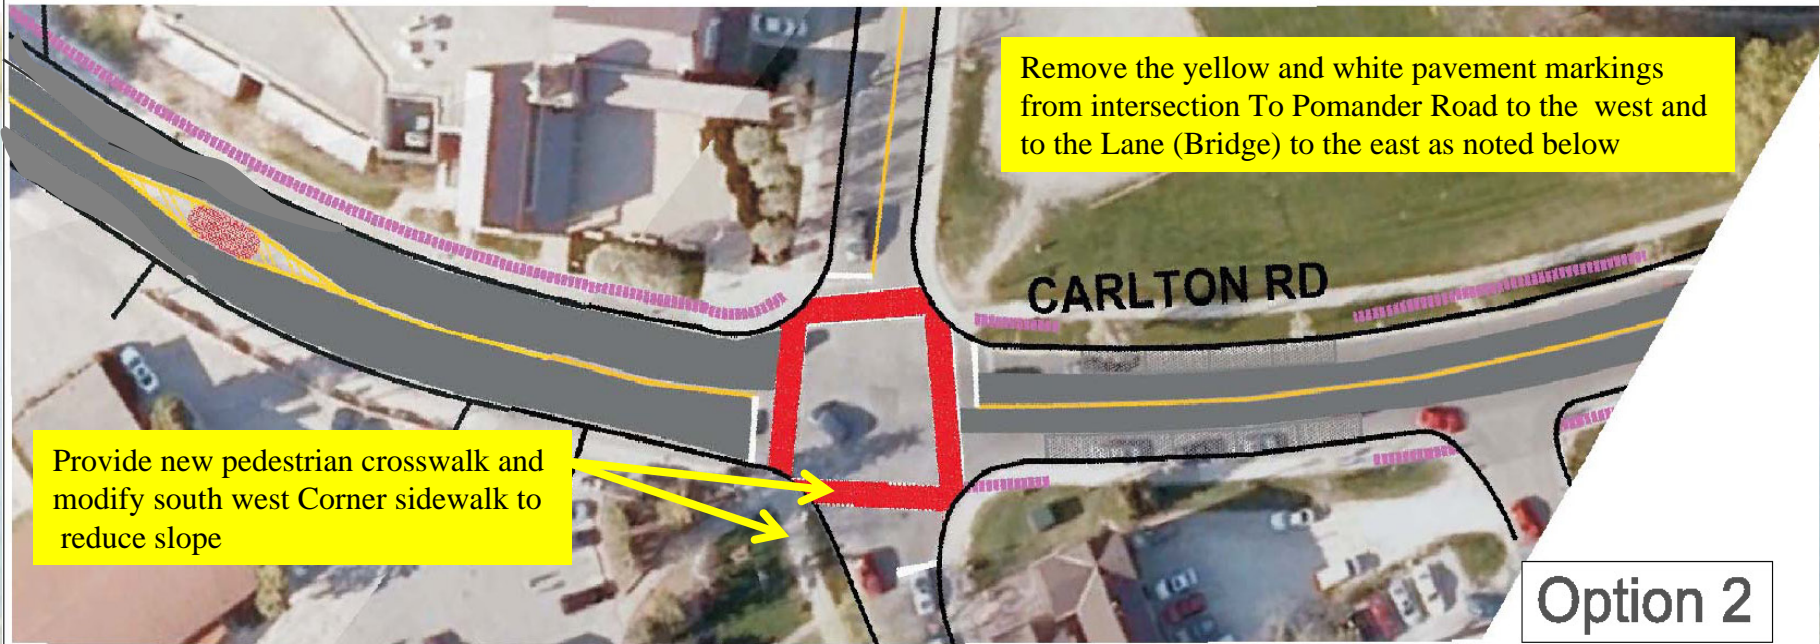 Remove the yellow and white pavement markings
from intersection To Pomander Road to the west and
to the Lane (Bridge) to the east as noted below
CARLTON RD
Provide new pedestrian crosswalk and
modify south west Corner sidewalk to
reduce slope
Option 2